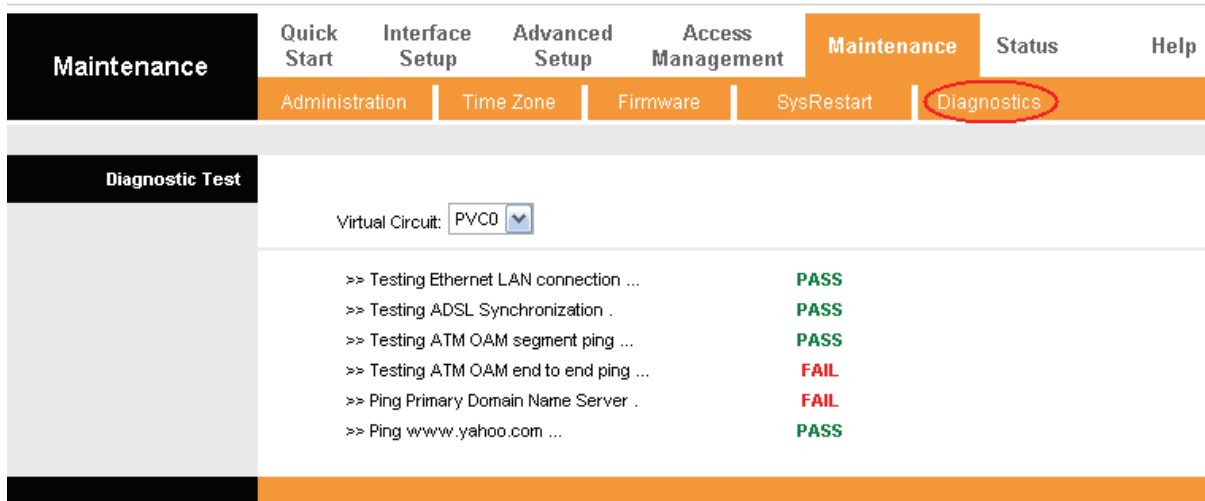 Maintenance
Quick Start
Interface Setup
Advanced Setup
Access Management
Maintenance
Status
Help
Administration
Time Zone
Firmware
SysRestart
Diagnostics
Diagnostic Test
Virtual Circuit: PVC0
>> Testing Ethernet LAN connection ... PASS
>> Testing ADSL Synchronization . PASS
>> Testing ATM OAM segment ping ... PASS
>> Testing ATM OAM end to end ping ... FAIL
>> Ping Primary Domain Name Server . FAIL
>> Ping www.yahoo.com ... PASS